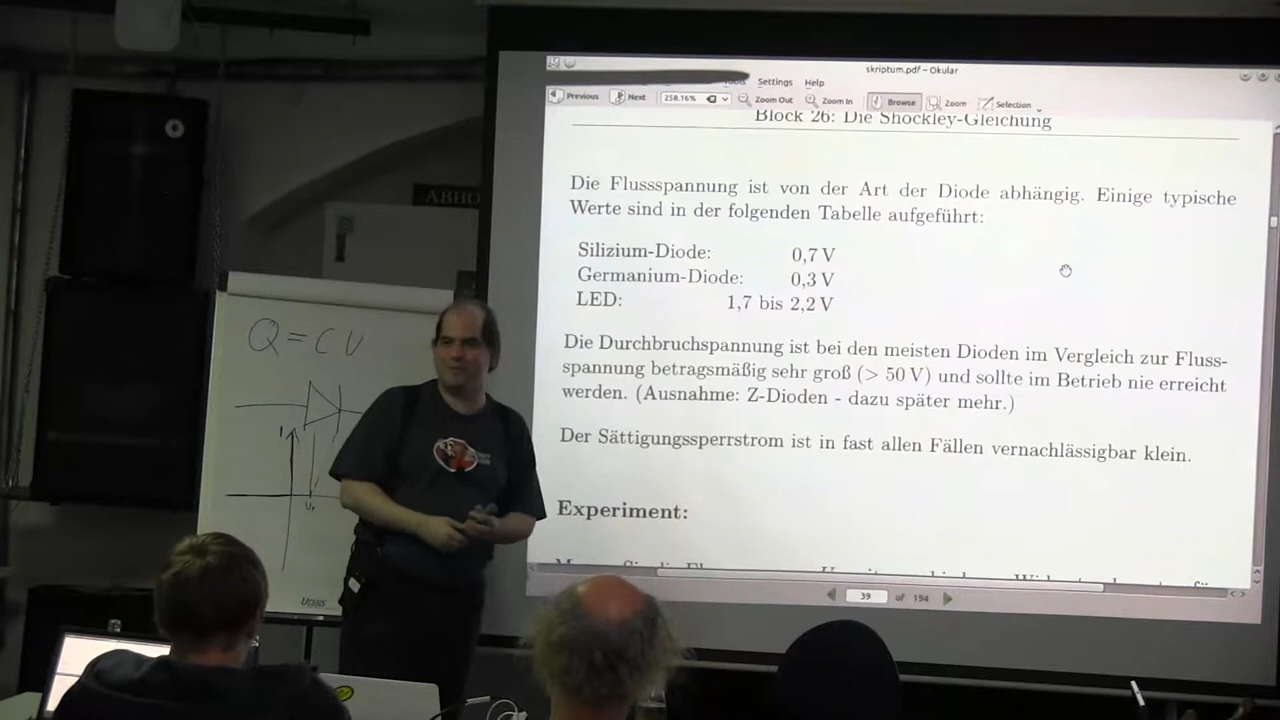 skriptum.pdf – Okular
Tools Settings Help
Previous Next 258.16% Zoom Out Zoom In Browse Zoom Selection
Block 26: Die Shockley-Gleichung
Die Flussspannung ist von der Art der Diode abhängig. Einige typische
Werte sind in der folgenden Tabelle aufgeführt:
Silizium-Diode: 0,7 V
Germanium-Diode: 0,3 V
LED: 1,7 bis 2,2 V
Die Durchbruchspannung ist bei den meisten Dioden im Vergleich zur Fluss-
spannung betragsmäßig sehr groß (> 50 V) und sollte im Betrieb nie erreicht
werden. (Ausnahme: Z-Dioden - dazu später mehr.)
Der Sättigungssperrstrom ist in fast allen Fällen vernachlässigbar klein.
Experiment:
39 of 194
ABHO
Q = C U